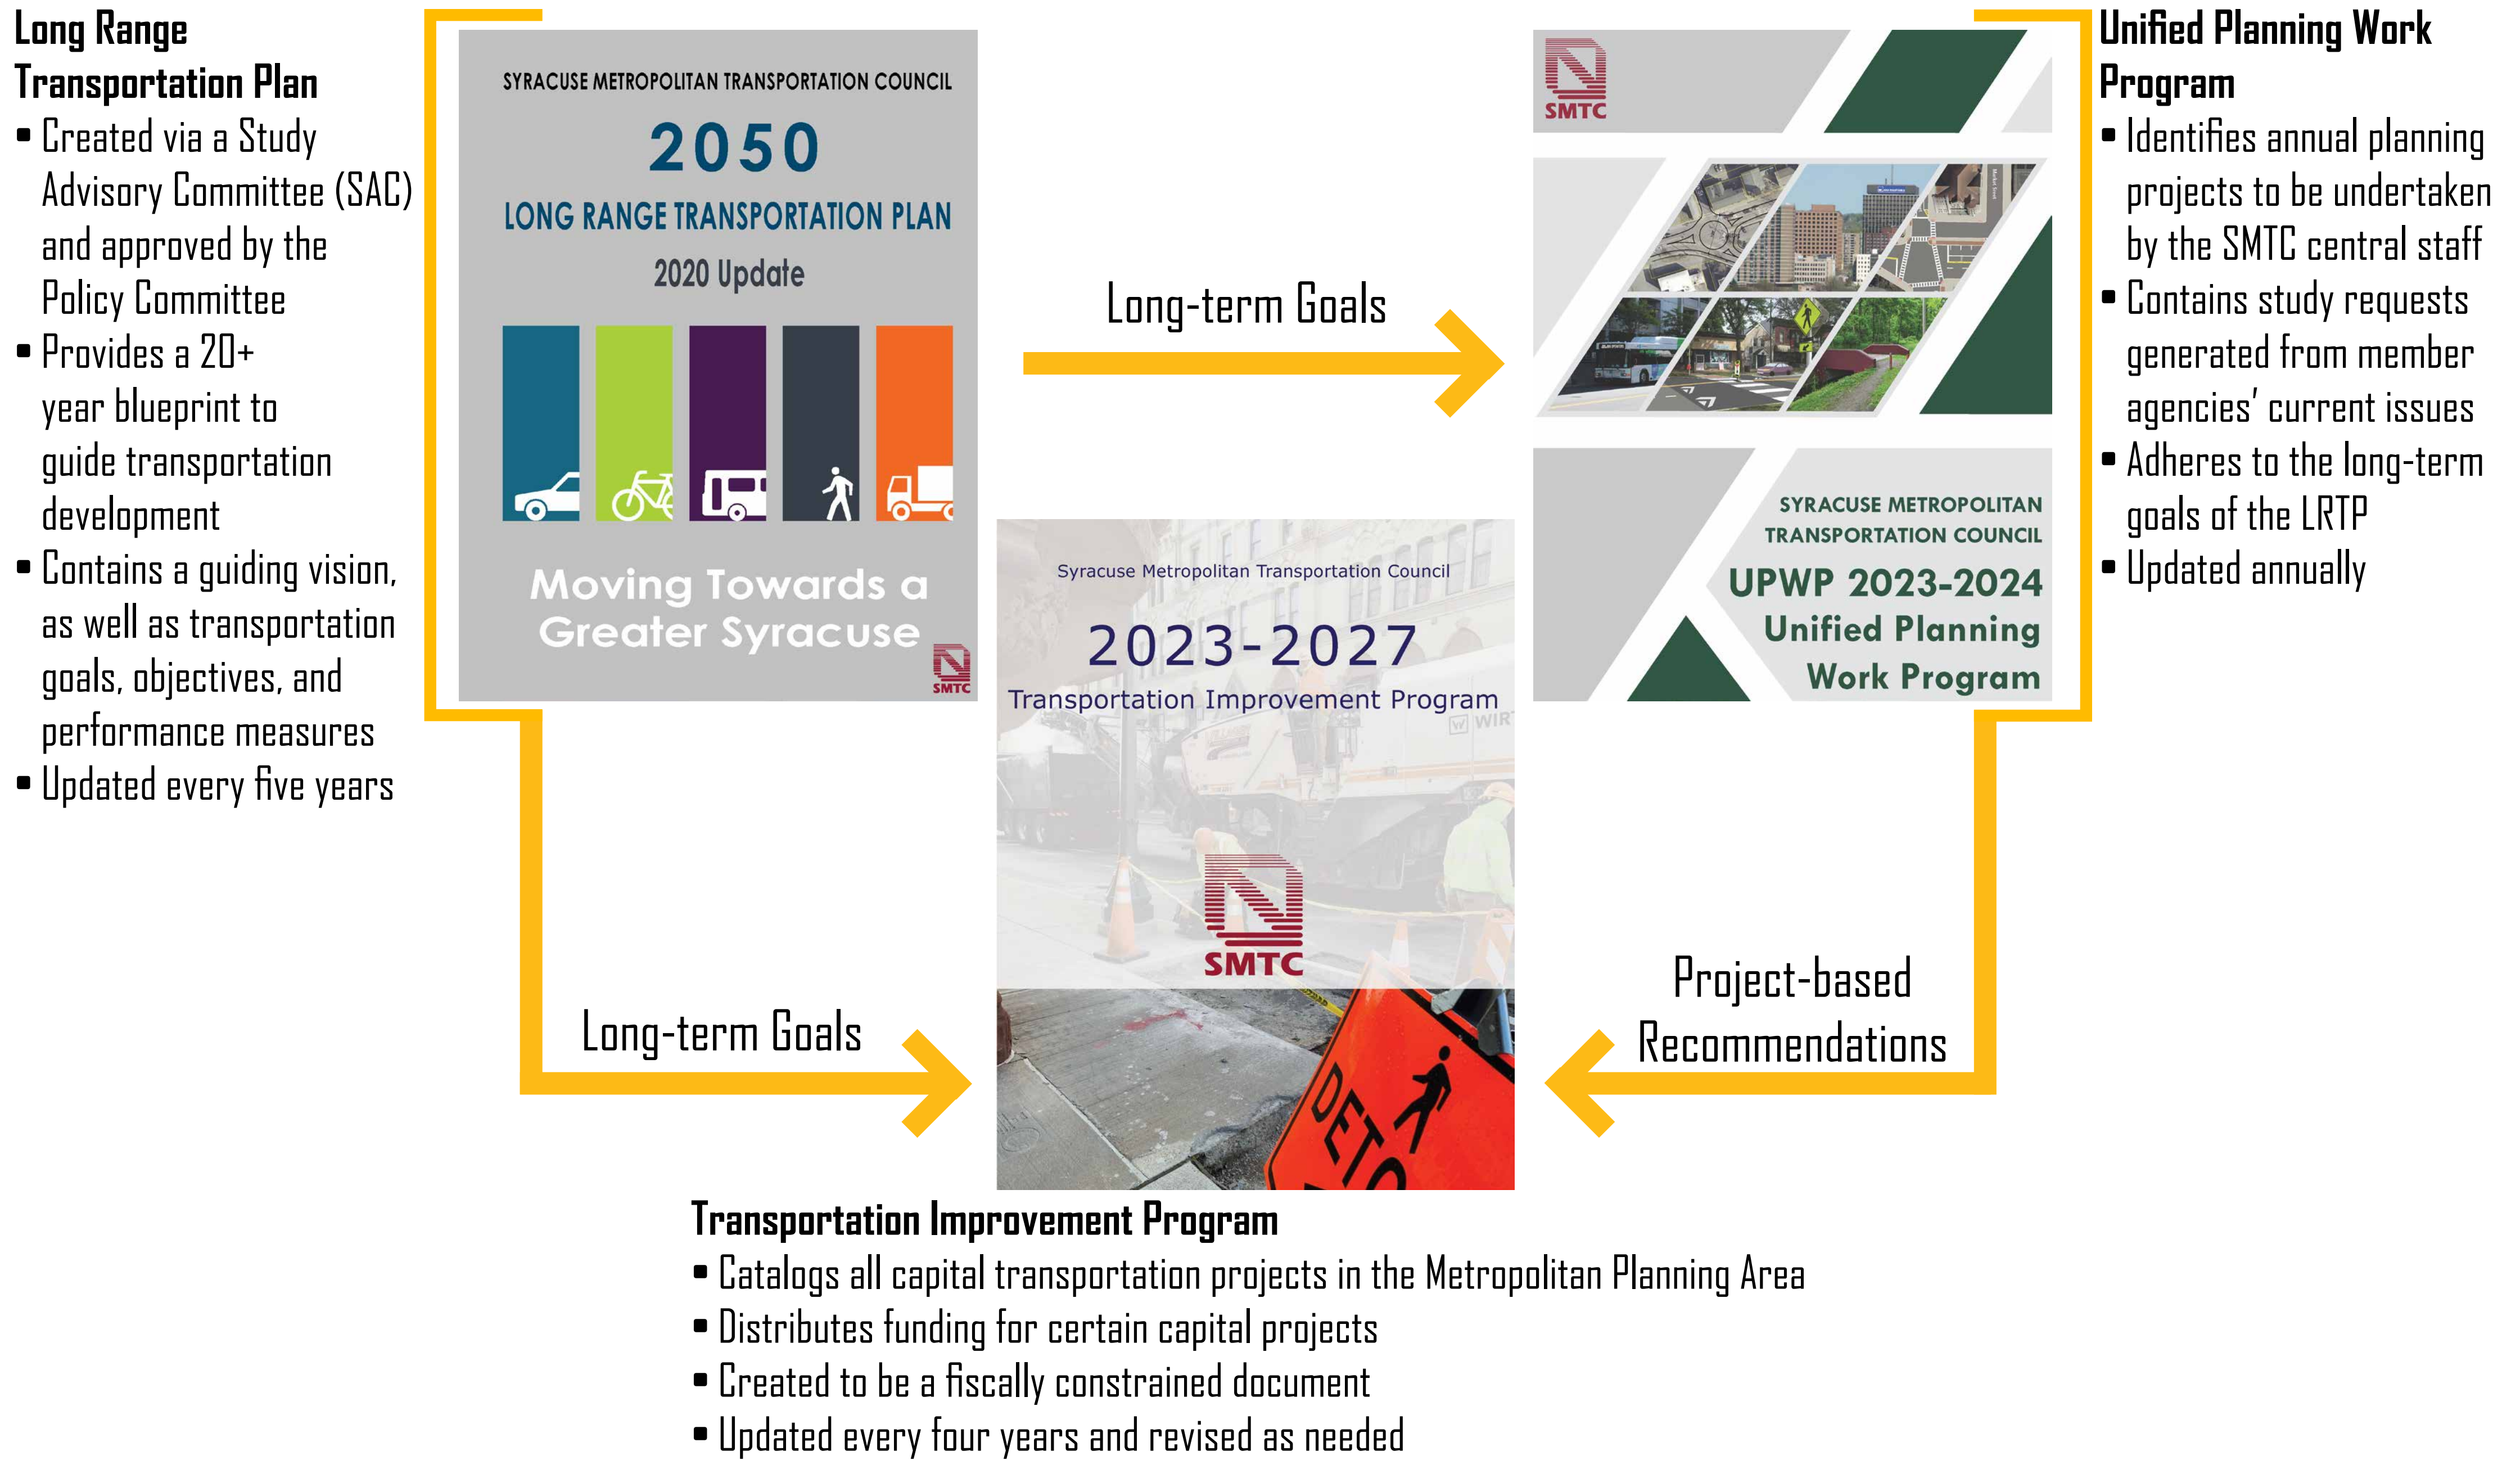 Long Range
Transportation Plan
▪ Created via a Study
Advisory Committee (SAC)
and approved by the
Policy Committee
▪ Provides a 20+
year blueprint to
guide transportation
development
▪ Contains a guiding vision,
as well as transportation
goals, objectives, and
performance measures
▪ Updated every five years
SYRACUSE METROPOLITAN TRANSPORTATION COUNCIL
2050
LONG RANGE TRANSPORTATION PLAN
2020 Update
Moving Towards a
Greater Syracuse
SMTC
Long-term Goals
SMTC
Market Street
SYRACUSE METROPOLITAN
TRANSPORTATION COUNCIL
UPWP 2023-2024
Unified Planning
Work Program
Unified Planning Work
Program
▪ Identifies annual planning
projects to be undertaken
by the SMTC central staff
▪ Contains study requests
generated from member
agencies’ current issues
▪ Adheres to the long-term
goals of the LRTP
▪ Updated annually
Syracuse Metropolitan Transportation Council
2023-2027
Transportation Improvement Program
WIR
SMTC
DETO
Long-term Goals
Project-based
Recommendations
Transportation Improvement Program
▪ Catalogs all capital transportation projects in the Metropolitan Planning Area
▪ Distributes funding for certain capital projects
▪ Created to be a fiscally constrained document
▪ Updated every four years and revised as needed